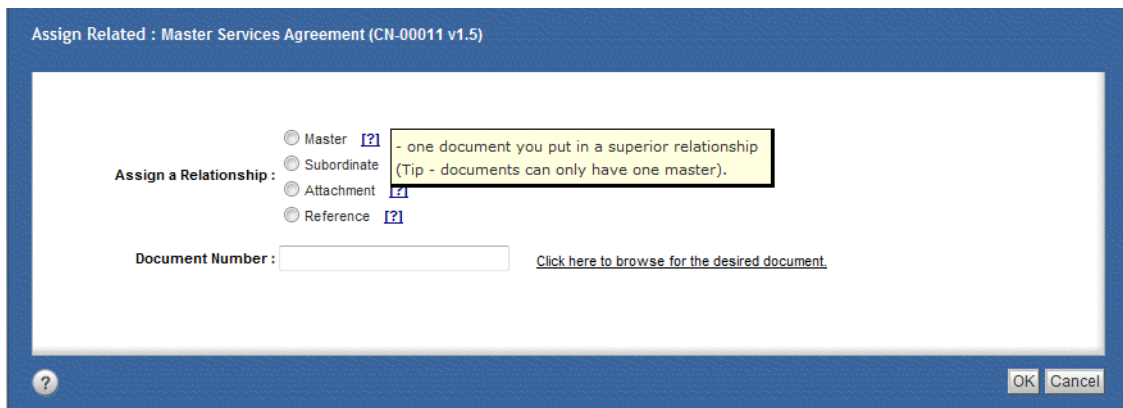 Assign Related : Master Services Agreement (CN-00011 v1.5)
Master [?]
- one document you put in a superior relationship
(Tip - documents can only have one master).
Assign a Relationship :
Subordinate
Attachment [?]
Reference [?]
Document Number :
Click here to browse for the desired document.
?
OK Cancel